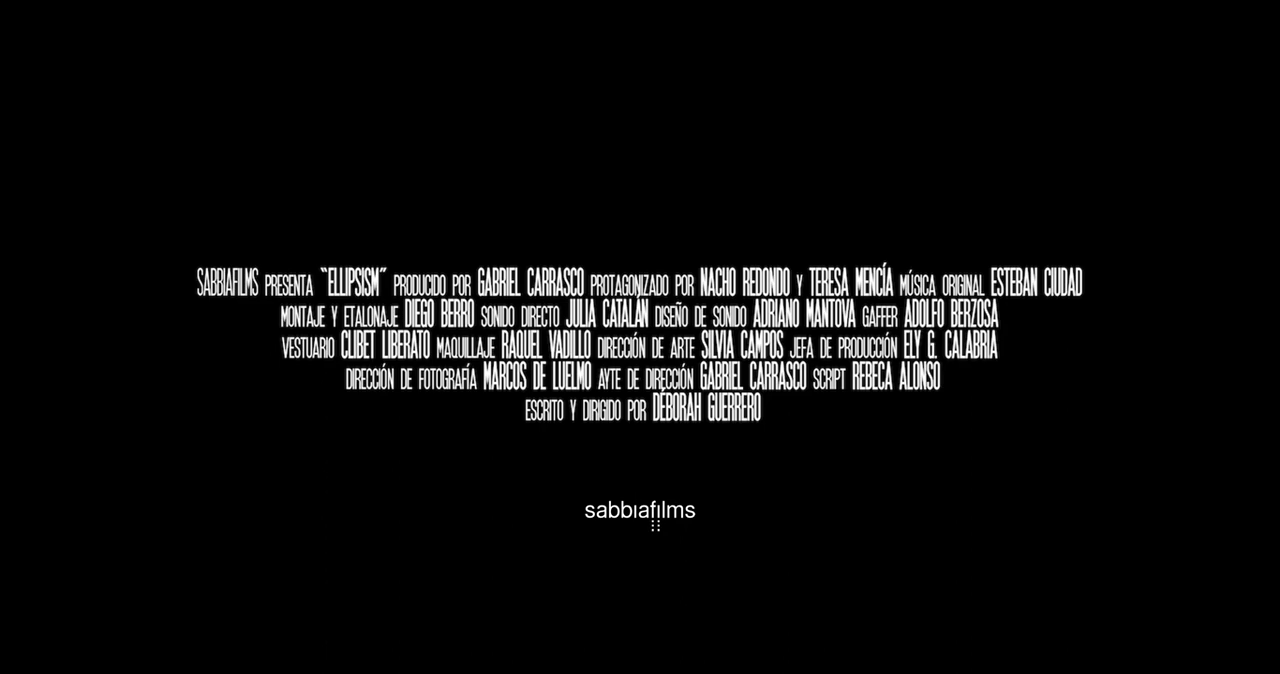 SABBIAFILMS PRESENTA "ELLIPSISM" PRODUCIDO POR GABRIEL CARRASCO PROTAGONIZADO POR NACHO REDONDO Y TERESA MENCÍA MÚSICA ORIGINAL ESTEBAN CIUDAD
MONTAJE Y ETALONAJE DIEGO BERRO SONIDO DIRECTO JULIA CATALÁN DISEÑO DE SONIDO ADRIANO MANTOVA GAFFER ADOLFO BERZOSA
VESTUARIO CLIBET LIBERATO MAQUILLAJE RAQUEL VADILLO DIRECCIÓN DE ARTE SILVIA CAMPOS JEFA DE PRODUCCIÓN ELY G. CALABRIA
DIRECCIÓN DE FOTOGRAFÍA MARCOS DE LUELMO AYTE DE DIRECCIÓN GABRIEL CARRASCO SCRIPT REBECA ALONSO
ESCRITO Y DIRIGIDO POR DÉBORAH GUERRERO
sabbıafılms